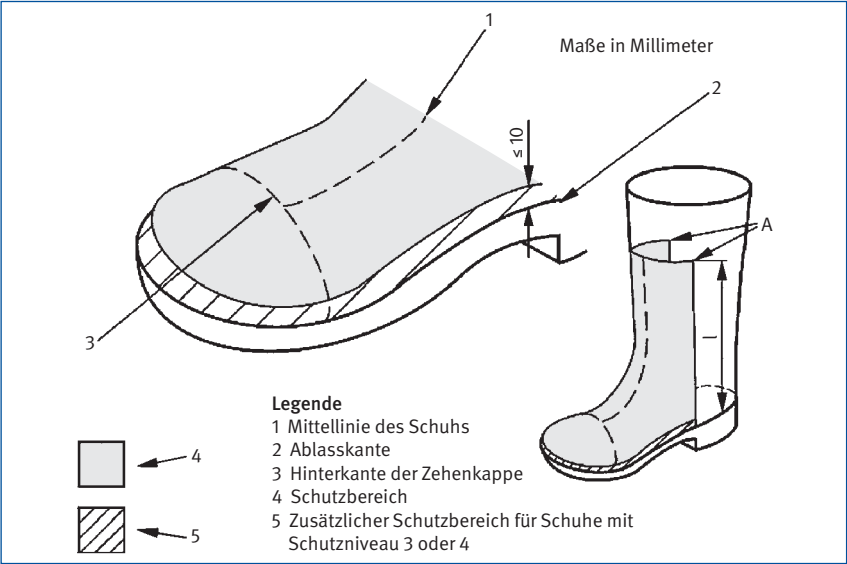 1
Maße in Millimeter
2
≤ 10
A
3
l
Legende
1 Mittellinie des Schuhs
2 Ablasskante
3 Hinterkante der Zehenkappe
4 Schutzbereich
5 Zusätzlicher Schutzbereich für Schuhe mit
Schutzniveau 3 oder 4
4
5